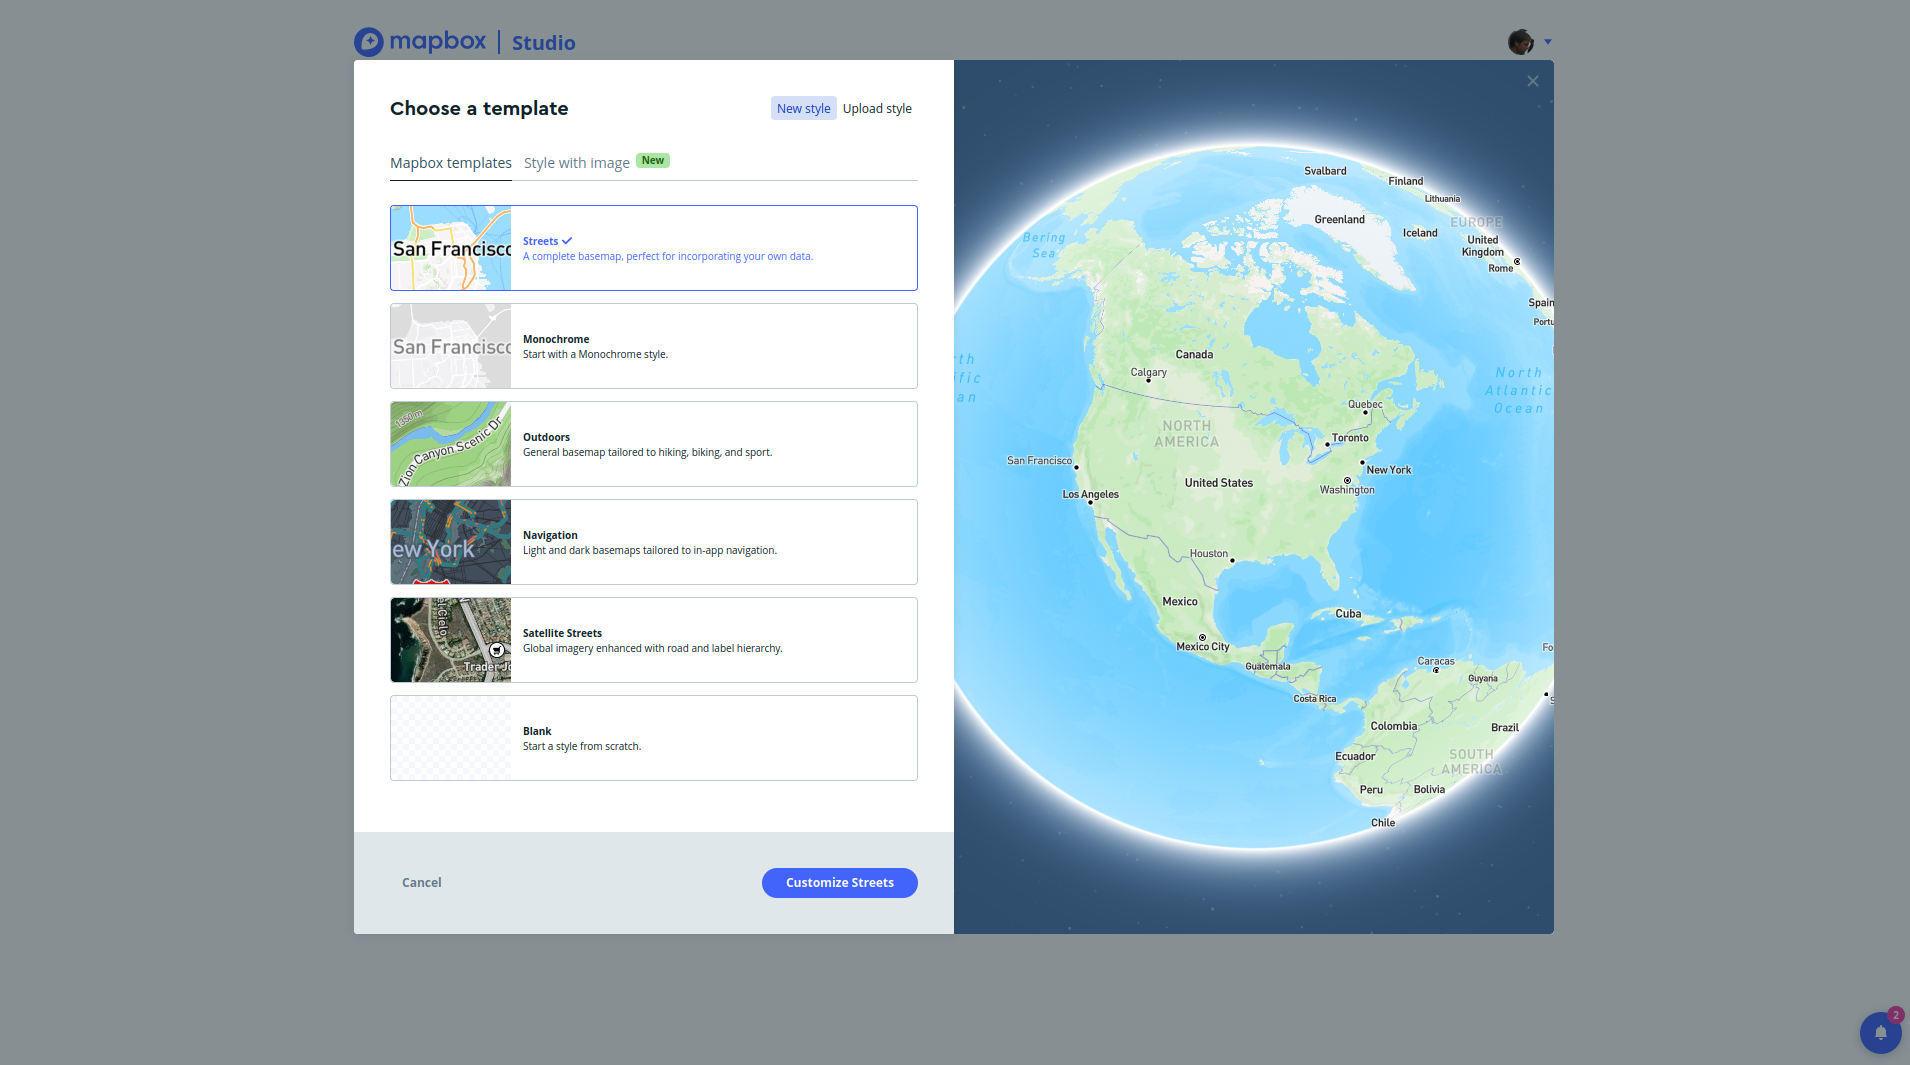 mapbox | Studio
Choose a template
New style
Upload style
Mapbox templates
Style with image
New
San Francisco
Streets
A complete basemap, perfect for incorporating your own data.
San Francisco
Monochrome
Start with a Monochrome style.
1350 m
Zion Canyon Scenic Dr
Outdoors
General basemap tailored to hiking, biking, and sport.
ew York
Navigation
Light and dark basemaps tailored to in-app navigation.
el Cielo
Trader Jo
Satellite Streets
Global imagery enhanced with road and label hierarchy.
Blank
Start a style from scratch.
Cancel
Customize Streets
Svalbard
Finland
Lithuania
Greenland
EUROPE
Iceland
United
Kingdom
Rome
Bering
Sea
Spain
Portu
Canada
Calgary
rth
ific
an
North
Atlantic
Ocean
Quebec
NORTH
AMERICA
Toronto
San Francisco
New York
United States
Washington
Los Angeles
Houston
Mexico
Cuba
Mexico City
Guatemala
Fo
Caracas
Guyana
Costa Rica
S
Colombia
Brazil
Ecuador
SOUTH
AMERICA
Peru
Bolivia
Chile
2